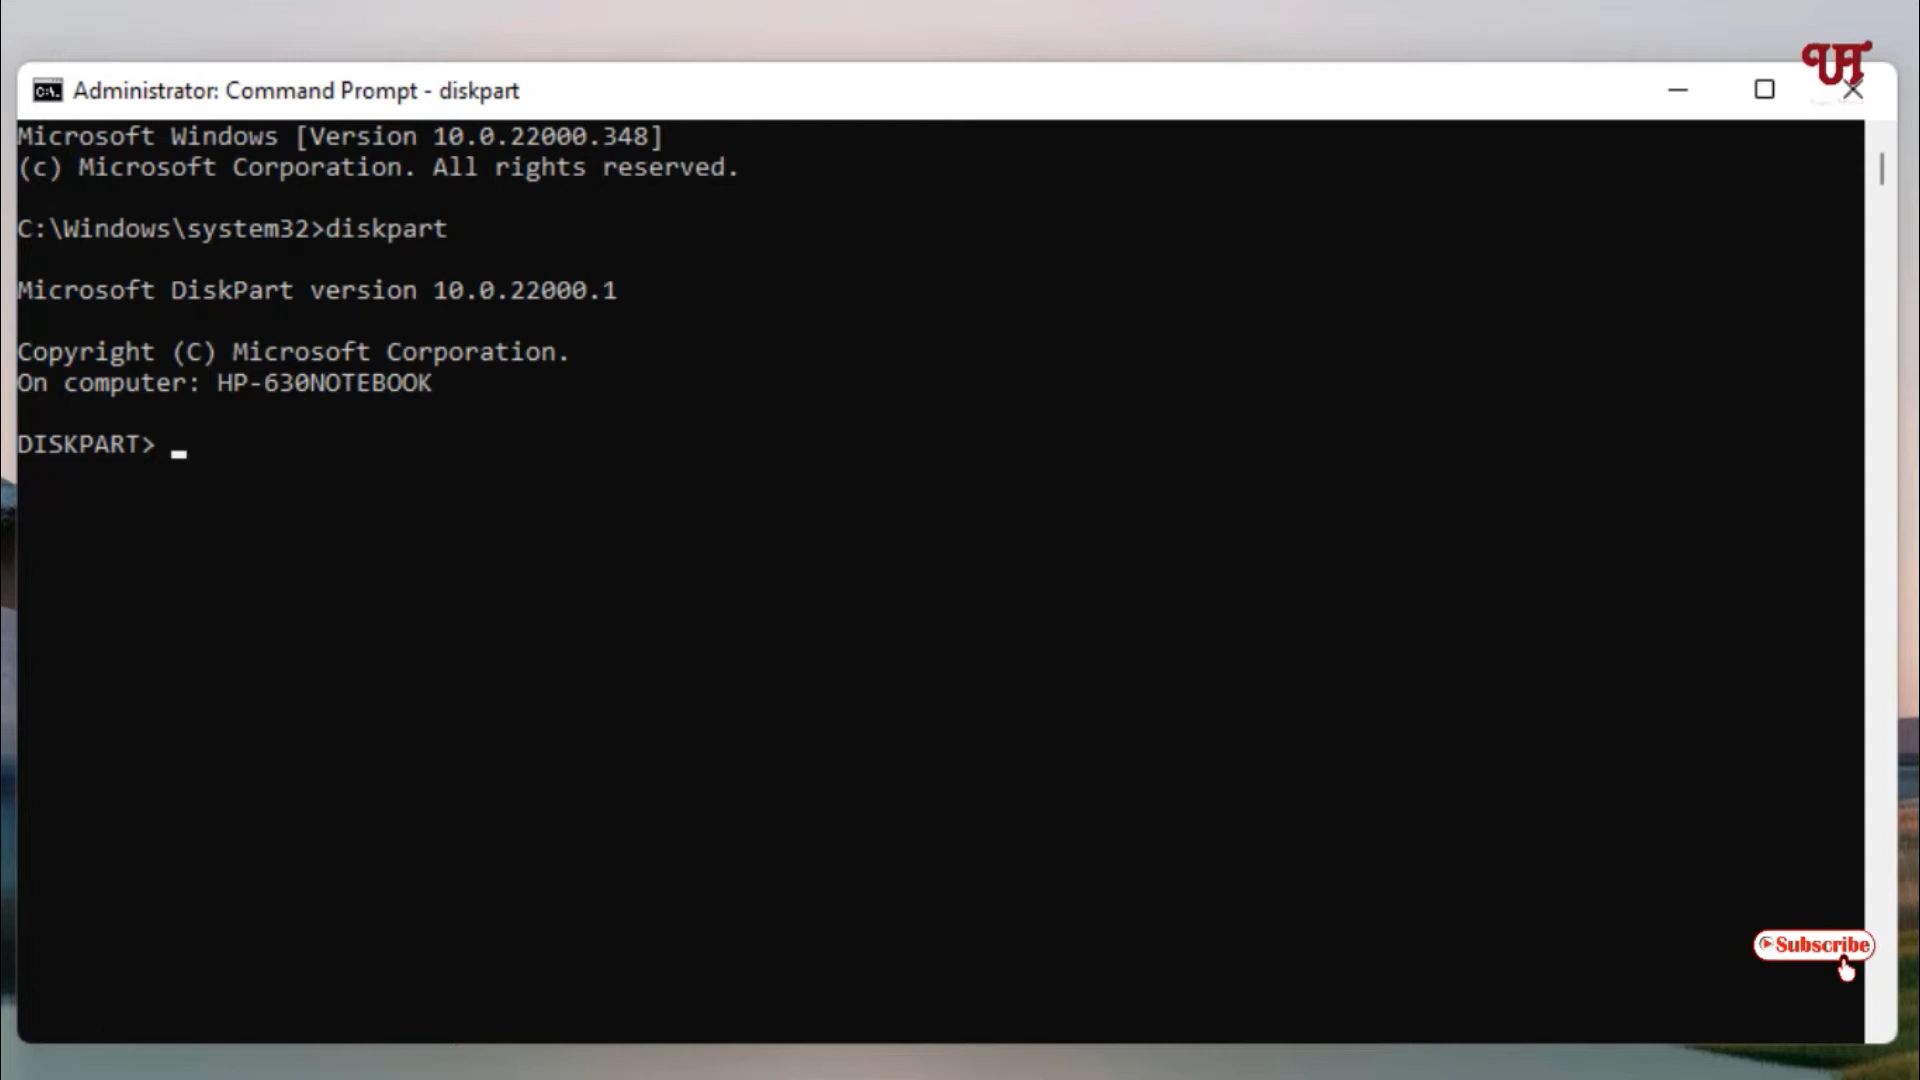 Administrator: Command Prompt - diskpart
Microsoft Windows [Version 10.0.22000.348]
(c) Microsoft Corporation. All rights reserved.
C:\Windows\system32>diskpart
Microsoft DiskPart version 10.0.22000.1
Copyright (C) Microsoft Corporation.
On computer: HP-630NOTEBOOK
DISKPART>
Subscribe